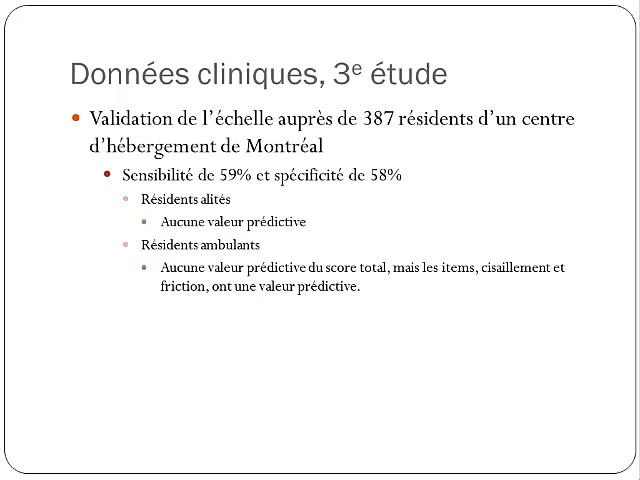 Données cliniques, 3e étude
Validation de l’échelle auprès de 387 résidents d’un centre
d’hébergement de Montréal
Sensibilité de 59% et spécificité de 58%
Résidents alités
Aucune valeur prédictive
Résidents ambulants
Aucune valeur prédictive du score total, mais les items, cisaillement et
friction, ont une valeur prédictive.